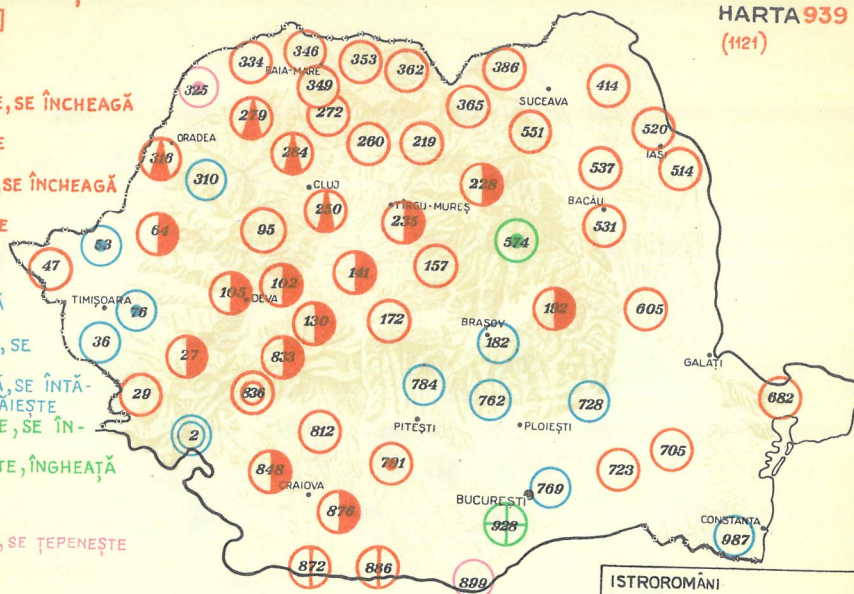 HARTA 939
(1121)
]
E, SE ÎNCHEAGĂ
E
, SE ÎNCHEAGĂ
E
Ă
, SE
Ă, SE ÎNTĂ-
ĂIEȘTE
E, SE ÎN-
TE, ÎNGHEAȚĂ
, SE ȚEPENEȘTE
334 346 353 362 386
BAIA-MARE
325 349 SUCEAVA 414
279 272 365
ORADEA 284 260 219 551 520
IAȘI
316 310 537 514
CLUJ 228
250 TÎRGU-MUREȘ BACĂU
235 531
53 64 95 574
47 141 157
105 102
DEVA
TIMIȘOARA 76 130 172 192 605
BRAȘOV
36 182
27 833 GALAȚI
29 836 784 762 728 682
2 812 PITEȘTI PLOIEȘTI
848 791 723 705
CRAIOVA BUCUREȘTI 769
876 928 CONSTANȚA
987
872 886 899
ISTROROMÂNI